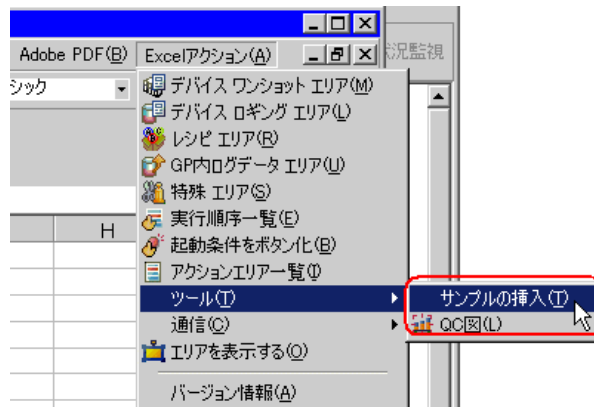 Adobe PDF(B) Excelアクション(A)
況監視
シック
デバイス ワンショット エリア(M)
デバイス ロギング エリア(L)
レシピ エリア(R)
GP内ログデータ エリア(U)
特殊 エリア(S)
実行順序一覧(E)
H
起動条件をボタン化(B)
アクションエリア一覧(I)
ツール(T)
サンプルの挿入(T)
通信(C)
QC図(L)
エリアを表示する(O)
バージョン情報(A)